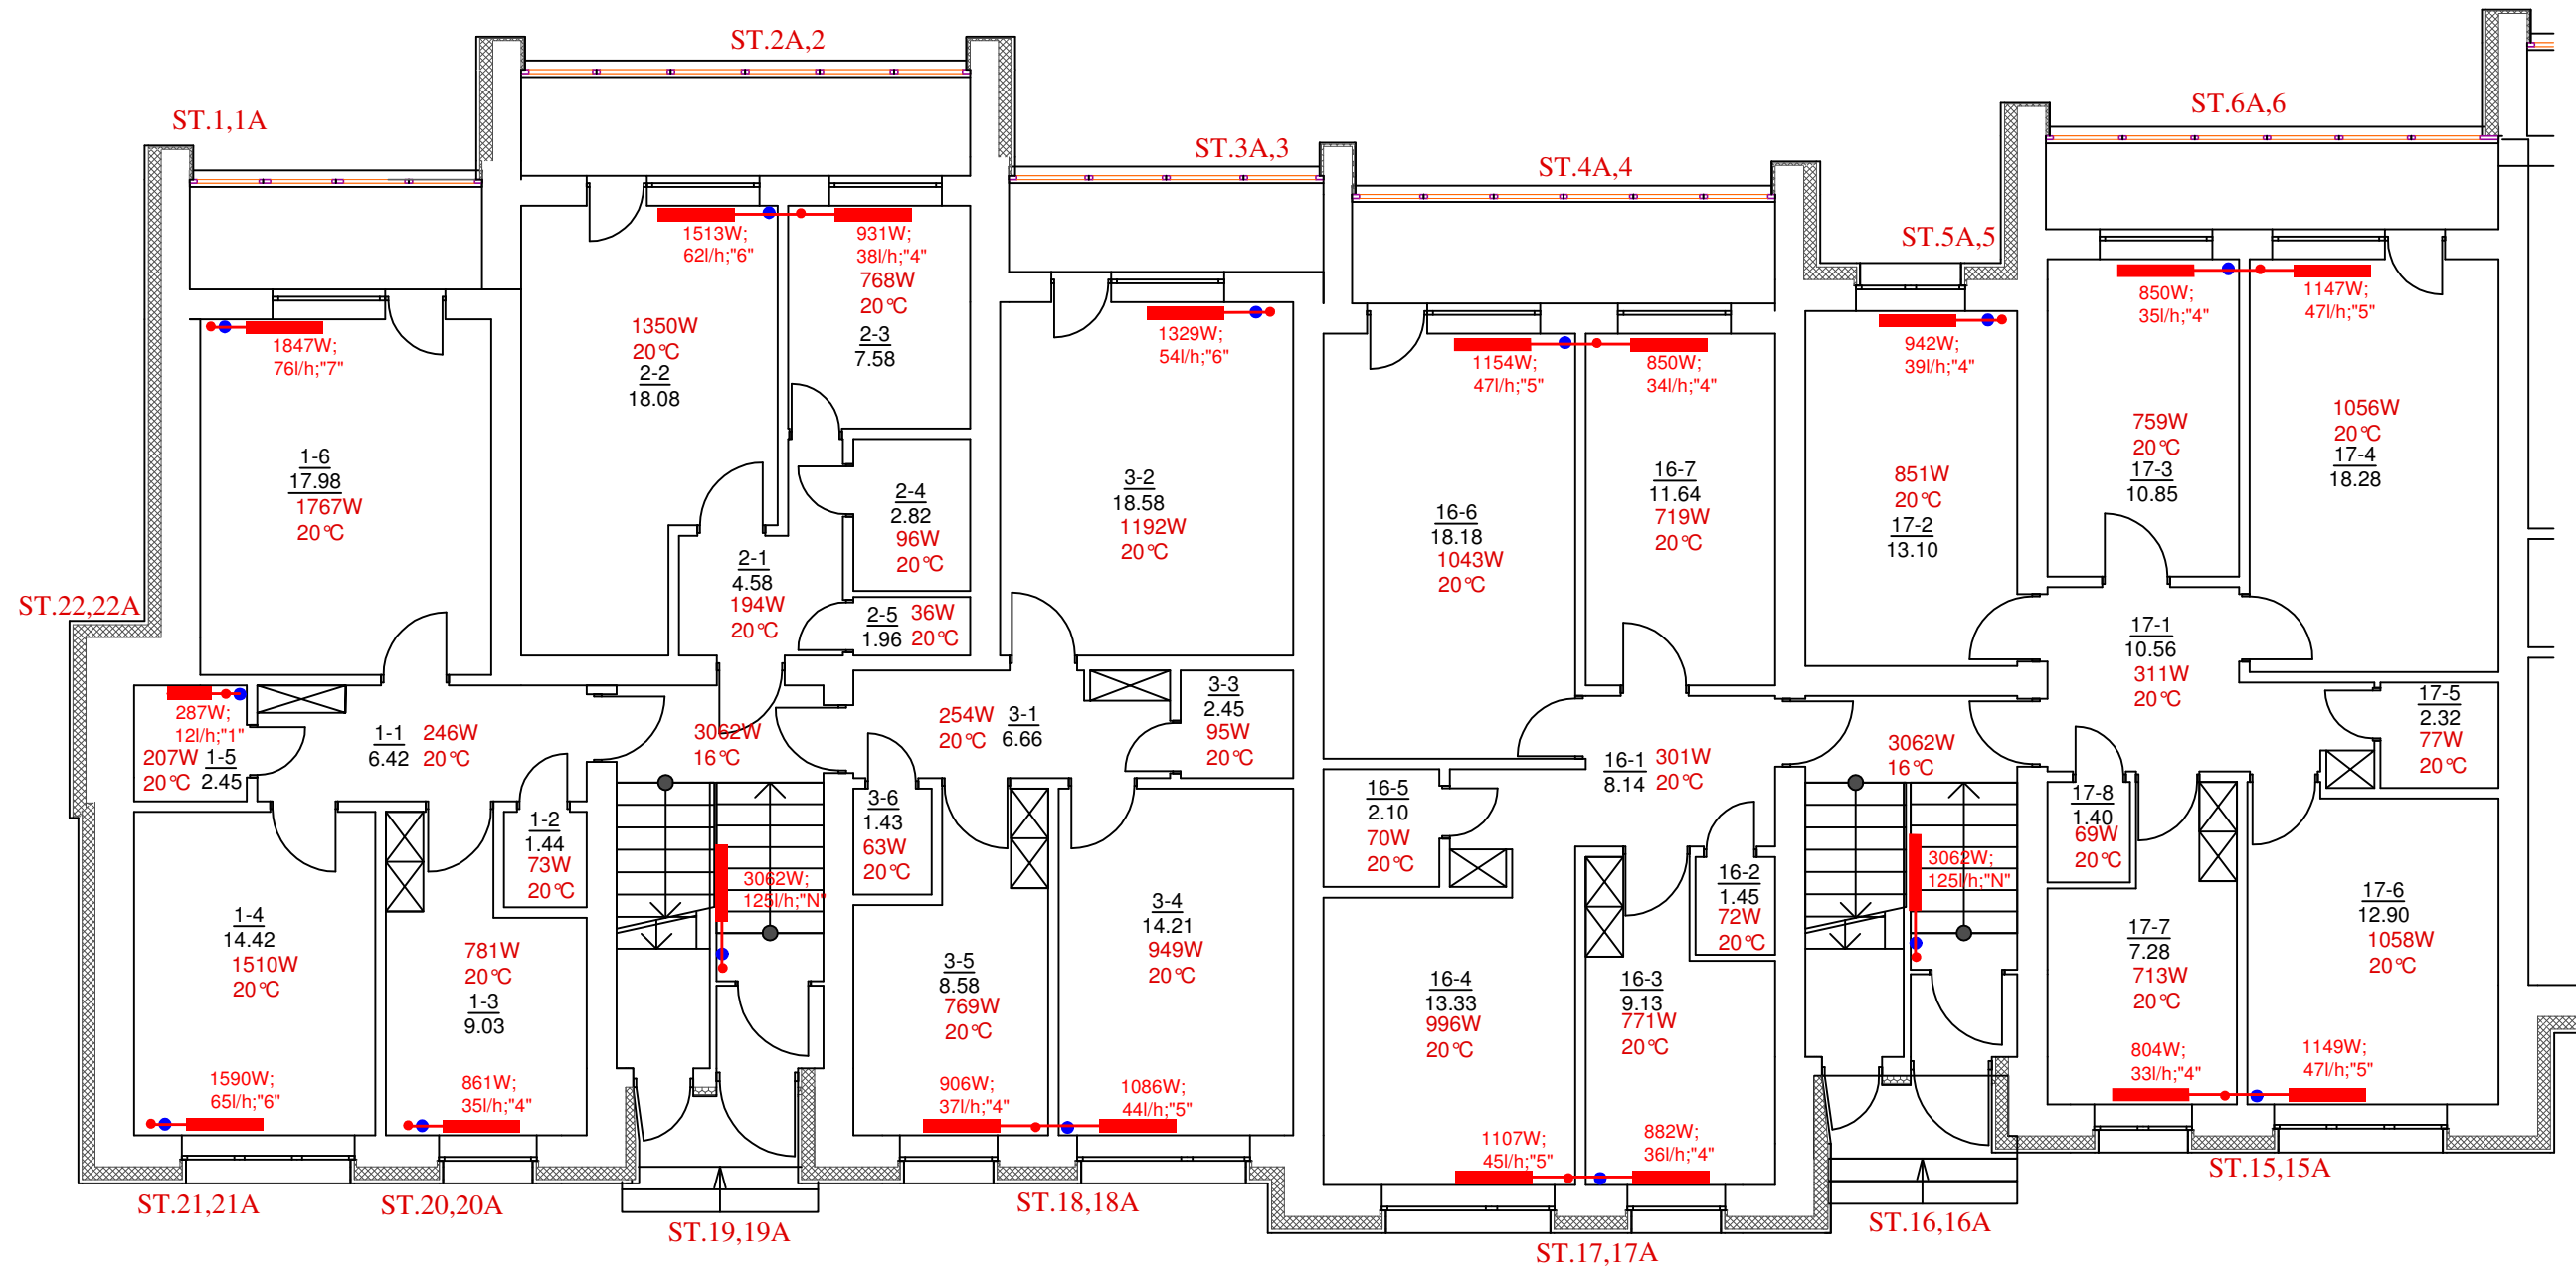 ST.2A,2
ST.6A,6
ST.1,1A
ST.3A,3
ST.4A,4
ST.5A,5
1513W;
62l/h;"6"
931W;
38l/h;"4"
768W
20°C
2-3
7.58
1350W
20°C
2-2
18.08
1847W;
76l/h;"7"
1329W;
54l/h;"6"
1154W;
47l/h;"5"
850W;
34l/h;"4"
942W;
39l/h;"4"
850W;
35l/h;"4"
1147W;
47l/h;"5"
1-6
17.98
1767W
20°C
2-4
2.82
96W
20°C
3-2
18.58
1192W
20°C
16-6
18.18
1043W
20°C
16-7
11.64
719W
20°C
851W
20°C
17-2
13.10
759W
20°C
17-3
10.85
1056W
20°C
17-4
18.28
2-1
4.58
194W
20°C
2-5
1.96
36W
20°C
ST.22,22A
17-1
10.56
311W
20°C
287W;
12l/h;"1"
207W
20°C
1-5
2.45
1-1
6.42
246W
20°C
3062W
16°C
254W
20°C
3-1
6.66
3-3
2.45
95W
20°C
16-1
8.14
301W
20°C
3062W
16°C
17-5
2.32
77W
20°C
1-2
1.44
73W
20°C
3-6
1.43
63W
20°C
16-5
2.10
70W
20°C
16-2
1.45
72W
20°C
17-8
1.40
69W
20°C
3062W;
125l/h;"N"
3062W;
125l/h;"N"
1-4
14.42
1510W
20°C
781W
20°C
1-3
9.03
3-5
8.58
769W
20°C
3-4
14.21
949W
20°C
16-4
13.33
996W
20°C
16-3
9.13
771W
20°C
17-7
7.28
713W
20°C
17-6
12.90
1058W
20°C
1590W;
65l/h;"6"
861W;
35l/h;"4"
906W;
37l/h;"4"
1086W;
44l/h;"5"
1107W;
45l/h;"5"
882W;
36l/h;"4"
804W;
33l/h;"4"
1149W;
47l/h;"5"
ST.21,21A
ST.20,20A
ST.19,19A
ST.18,18A
ST.17,17A
ST.16,16A
ST.15,15A